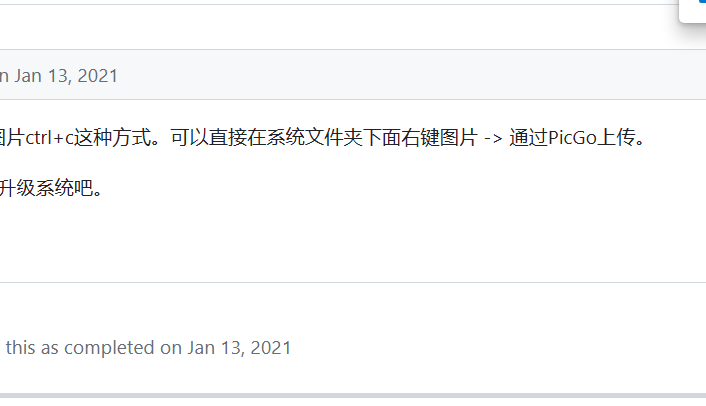 on Jan 13, 2021
图片ctrl+c这种方式。可以直接在系统文件夹下面右键图片 -> 通过PicGo上传。
升级系统吧。
this as completed on Jan 13, 2021